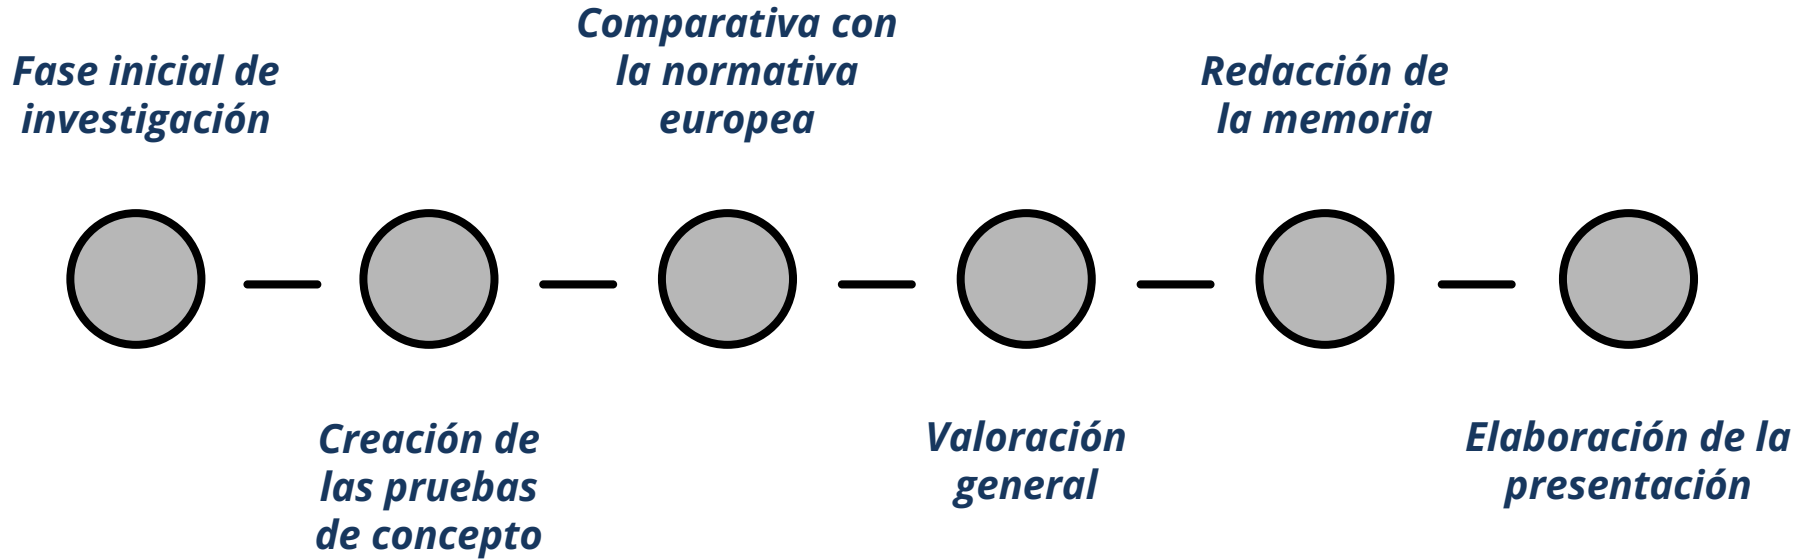 Fase inicial de
investigación
Creación de
las pruebas
de concepto
Comparativa con
la normativa
europea
Valoración
general
Redacción de
la memoria
Elaboración de la
presentación